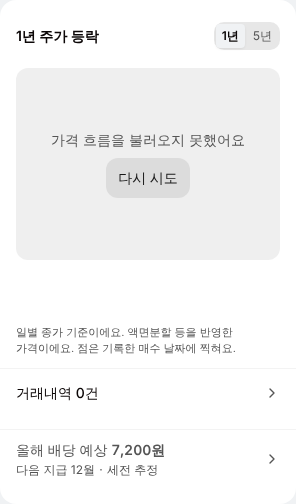 1년 주가 등락
1년 5년
가격 흐름을 불러오지 못했어요
다시 시도
일별 종가 기준이에요. 액면분할 등을 반영한
가격이에요. 점은 기록한 매수 날짜에 찍혀요.
거래내역 0건
올해 배당 예상 7,200원
다음 지급 12월 · 세전 추정